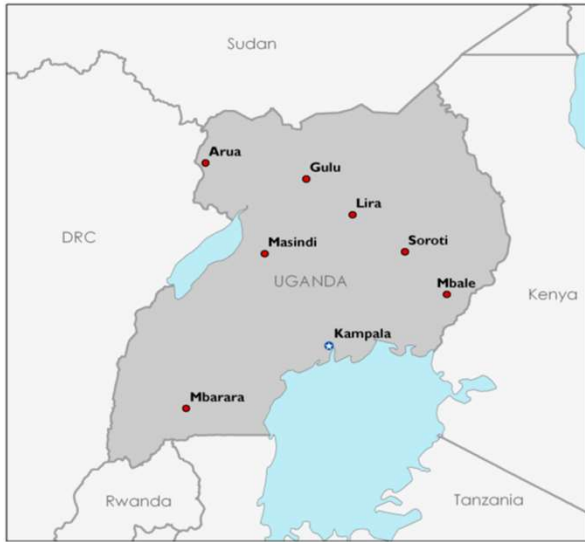 Sudan
Arua
Gulu
Lira
DRC
Masindi
Soroti
UGANDA
Mbale
Kenya
Kampala
Mbarara
Rwanda
Tanzania